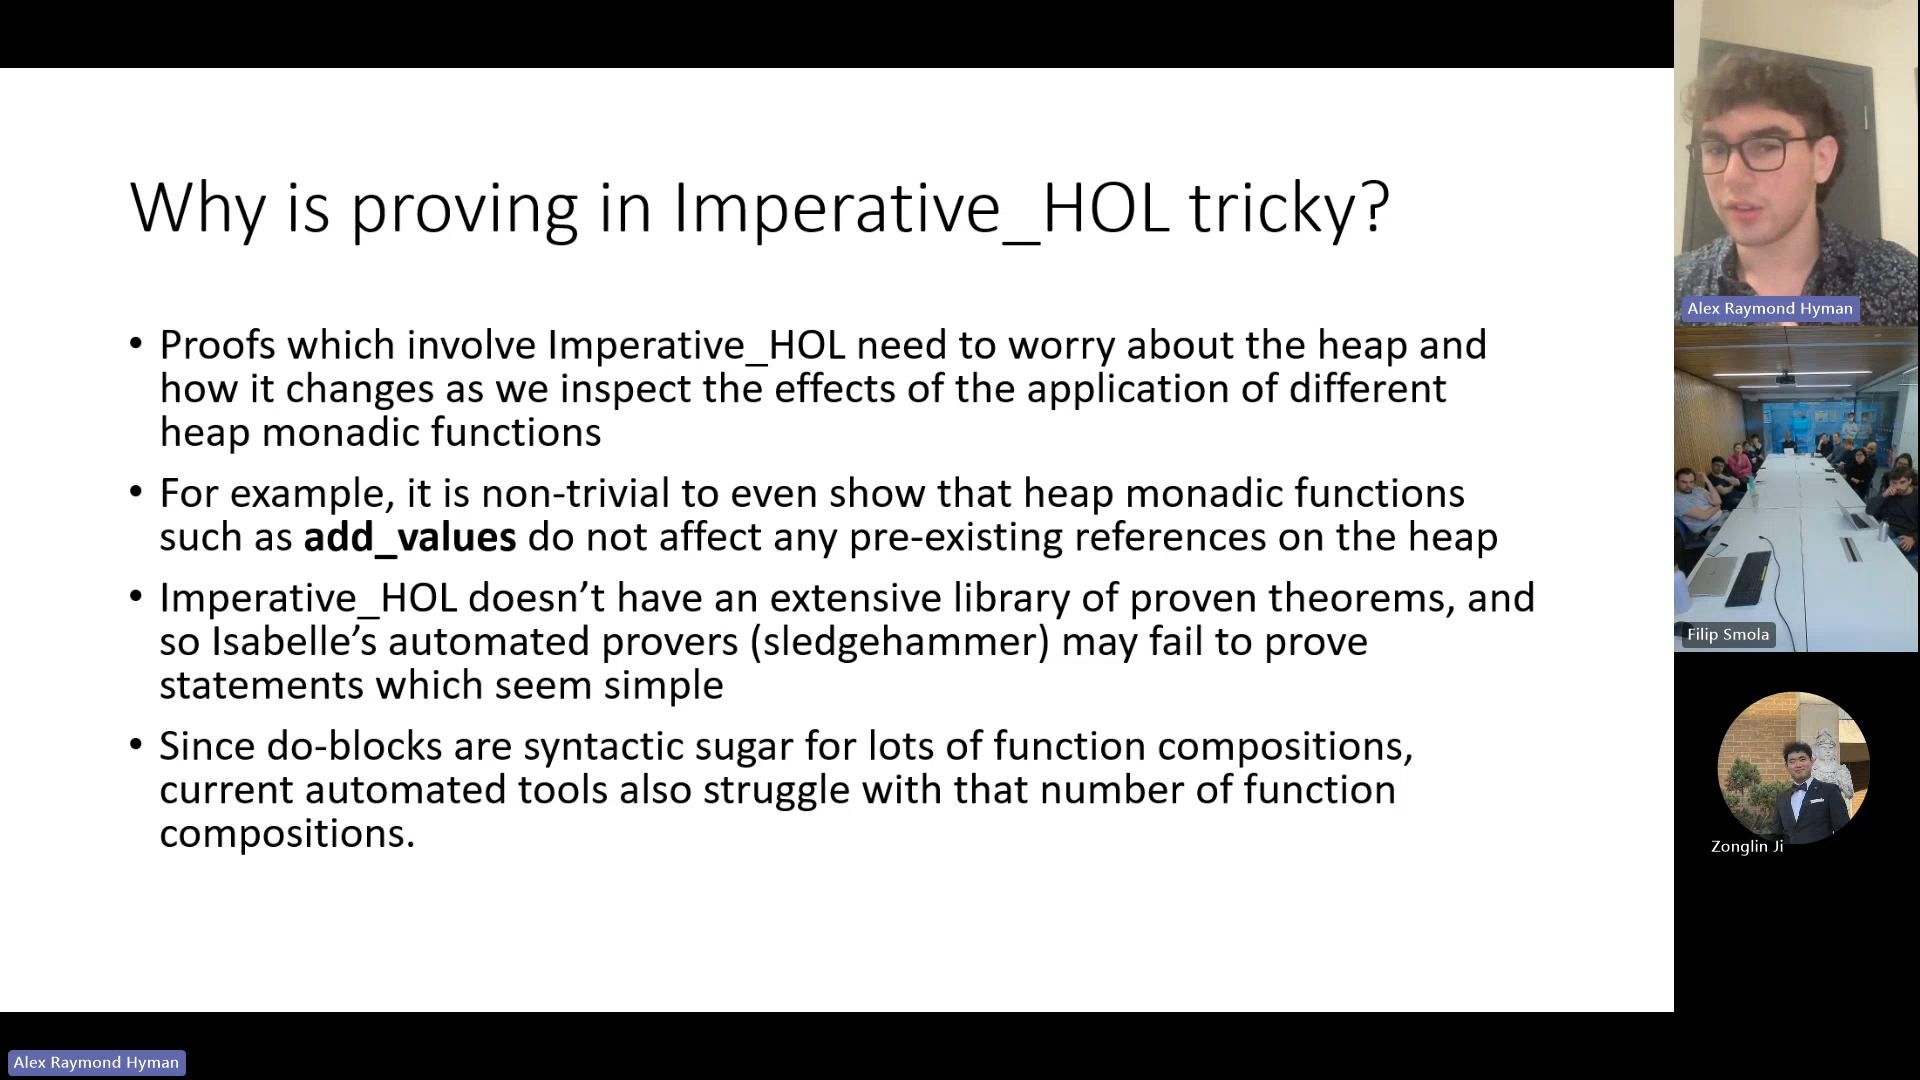 Why is proving in Imperative_HOL tricky?
• Proofs which involve Imperative_HOL need to worry about the heap and
how it changes as we inspect the effects of the application of different
heap monadic functions
• For example, it is non-trivial to even show that heap monadic functions
such as add_values do not affect any pre-existing references on the heap
• Imperative_HOL doesn’t have an extensive library of proven theorems, and
so Isabelle’s automated provers (sledgehammer) may fail to prove
statements which seem simple
• Since do-blocks are syntactic sugar for lots of function compositions,
current automated tools also struggle with that number of function
compositions.
Alex Raymond Hyman
Filip Smola
Zonglin Ji
Alex Raymond Hyman